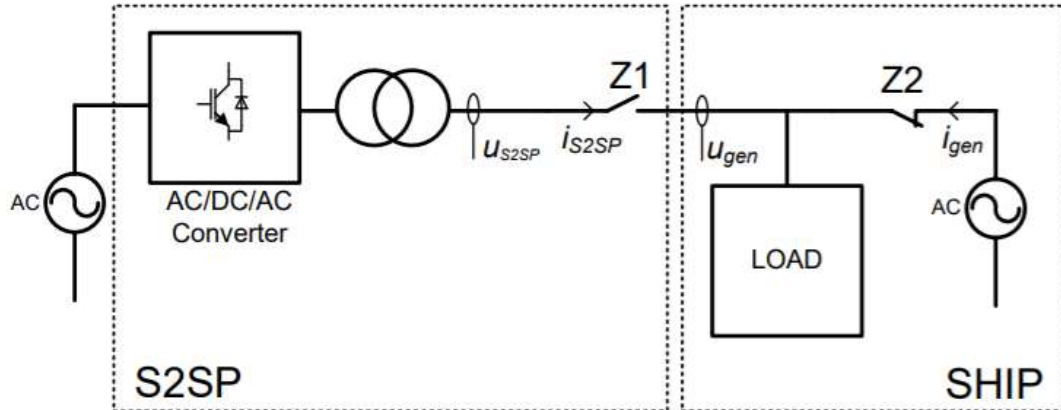 Z1
Z2
u_S2SP
i_S2SP
u_gen
i_gen
AC
AC/DC/AC
Converter
LOAD
AC
S2SP
SHIP